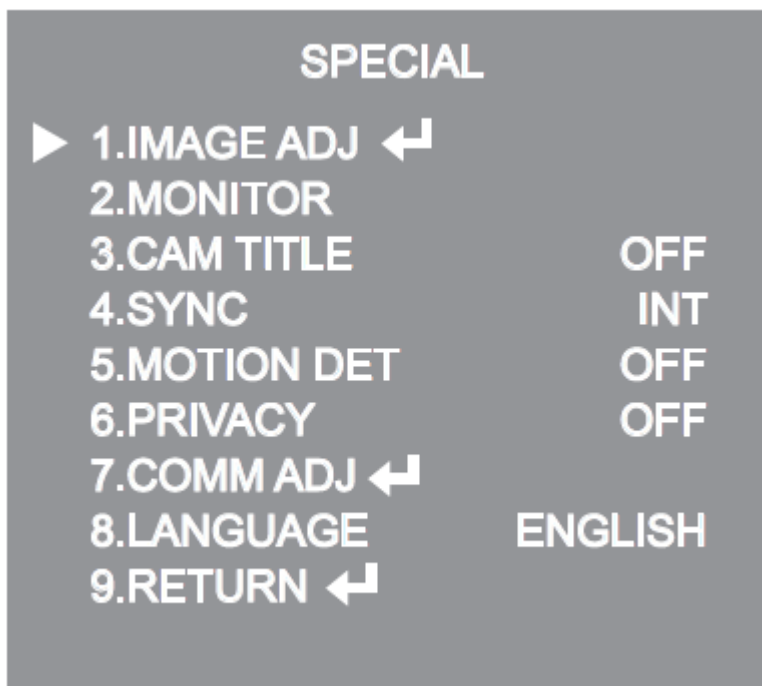 SPECIAL
1.IMAGE ADJ ↵
2.MONITOR
3.CAM TITLE OFF
4.SYNC INT
5.MOTION DET OFF
6.PRIVACY OFF
7.COMM ADJ ↵
8.LANGUAGE ENGLISH
9.RETURN ↵